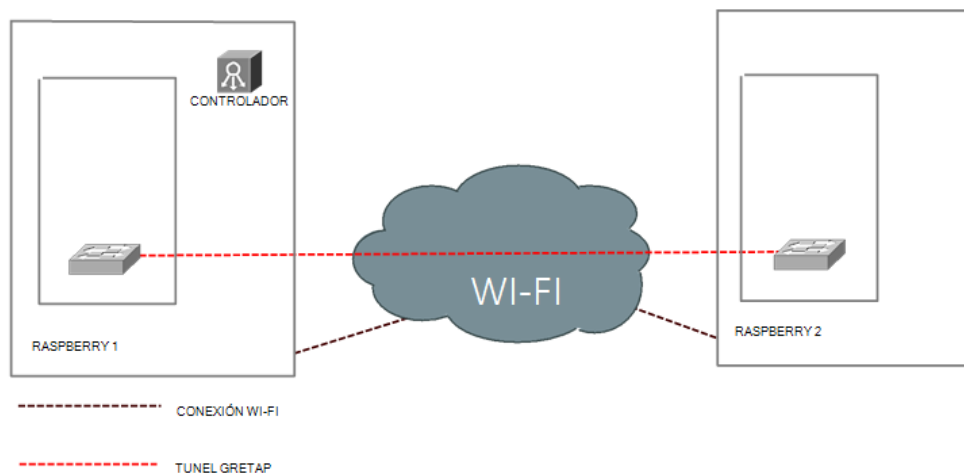 CONTROLADOR
WI-FI
RASPBERRY 1
RASPBERRY 2
CONEXIÓN WI-FI
TUNEL GRETAP